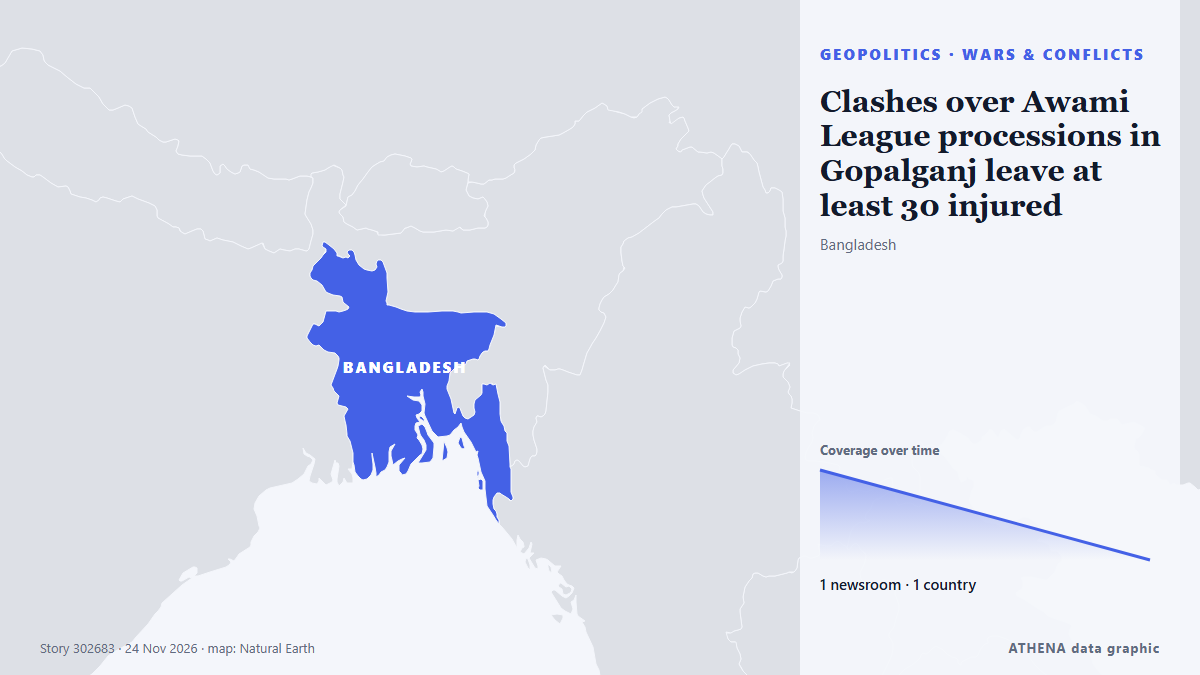 GEOPOLITICS · WARS & CONFLICTS
Clashes over Awami
League processions in
Gopalganj leave at
least 30 injured
Bangladesh
BANGLADESH
Coverage over time
1 newsroom · 1 country
Story 302683 · 24 Nov 2026 · map: Natural Earth
ATHENA data graphic